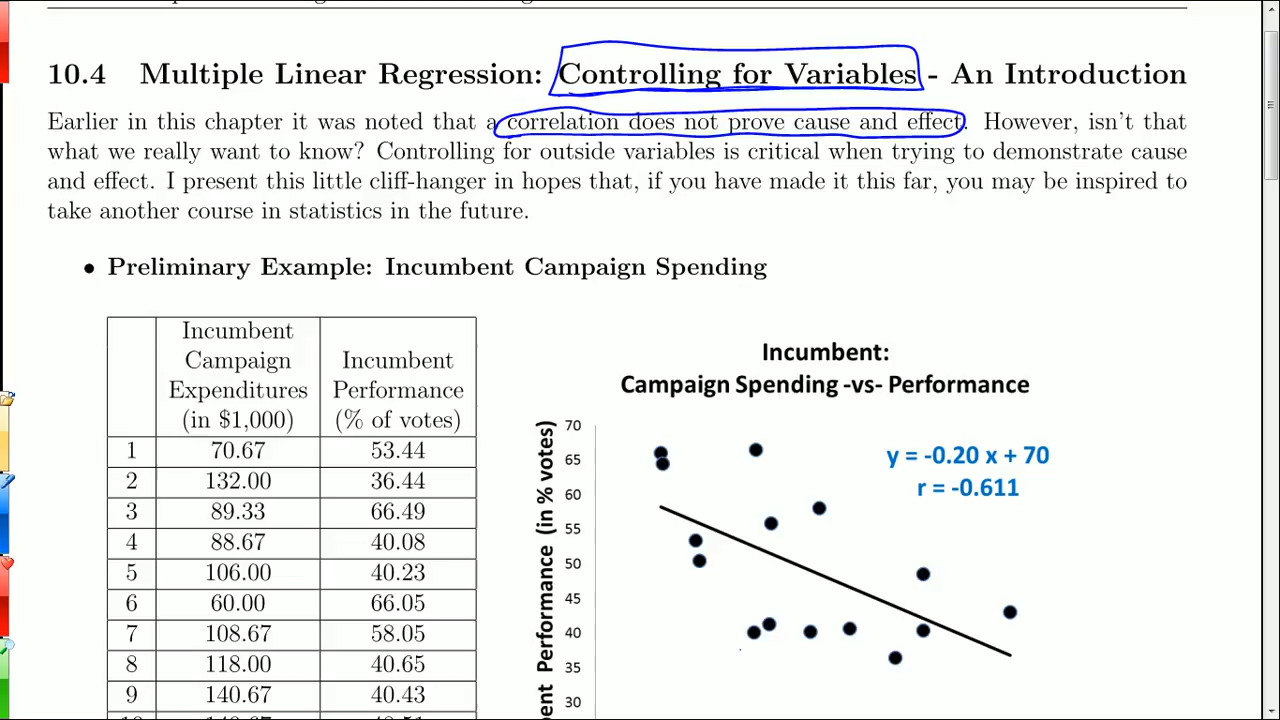 10.4 Multiple Linear Regression: Controlling for Variables - An Introduction
Earlier in this chapter it was noted that a correlation does not prove cause and effect. However, isn't that
what we really want to know? Controlling for outside variables is critical when trying to demonstrate cause
and effect. I present this little cliff-hanger in hopes that, if you have made it this far, you may be inspired to
take another course in statistics in the future.
• Preliminary Example: Incumbent Campaign Spending
Incumbent
Campaign Incumbent
Expenditures Performance
(in $1,000) (% of votes)
1 70.67 53.44
2 132.00 36.44
3 89.33 66.49
4 88.67 40.08
5 106.00 40.23
6 60.00 66.05
7 108.67 58.05
8 118.00 40.65
9 140.67 40.43
Incumbent:
Campaign Spending -vs- Performance
y = -0.20 x + 70
r = -0.611
Performance (in % votes)
70
65
60
55
50
45
40
35
30